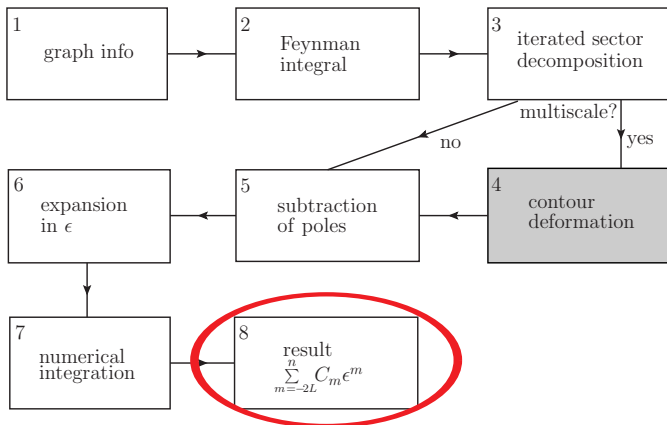 1
graph info
2
Feynman
integral
3
iterated sector
decomposition
multiscale?
no
yes
4
contour
deformation
5
subtraction
of poles
6
expansion
in ϵ
7
numerical
integration
8
result
n
∑ C_m ϵ^m
m=−2L